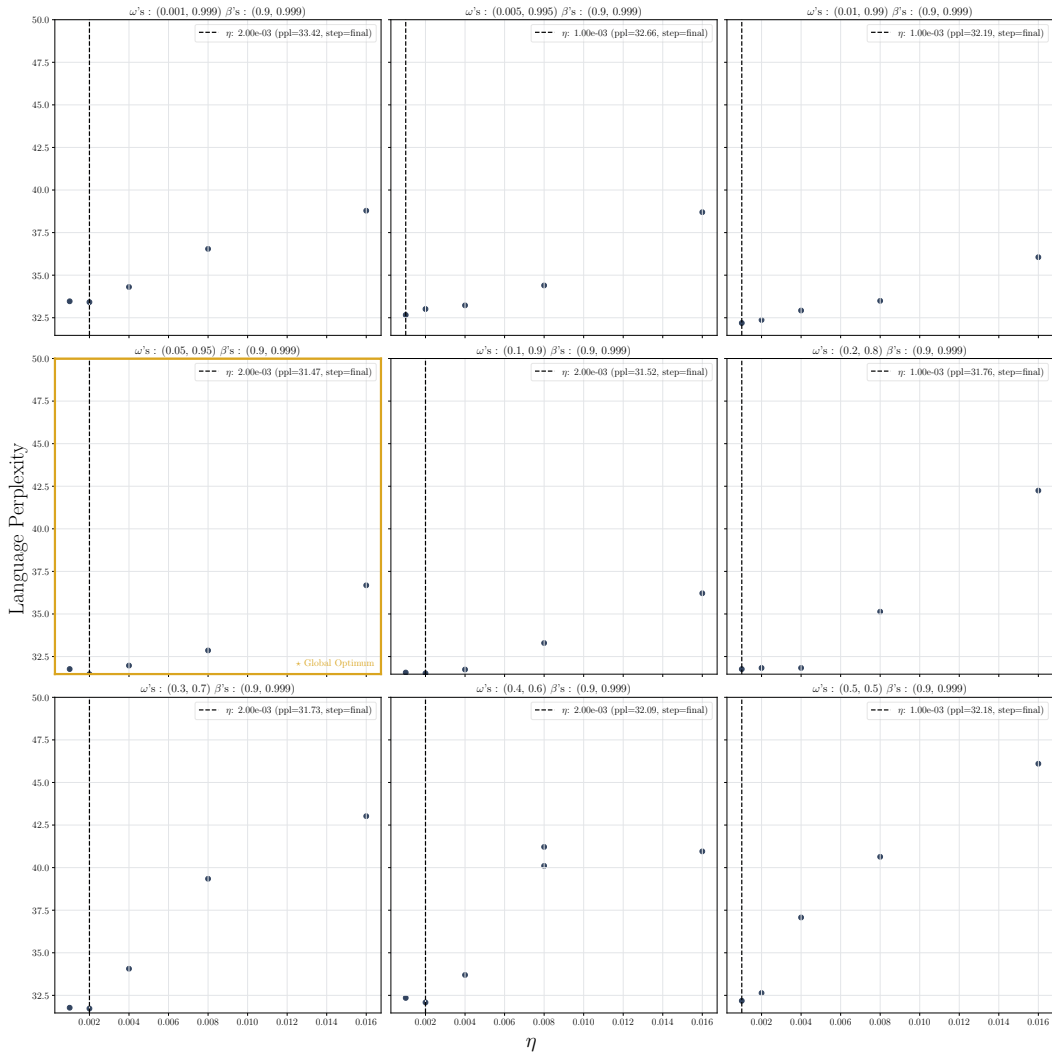 ω's : (0.001, 0.999) β's : (0.9, 0.999)
η: 2.00e-03 (ppl=33.42, step=final)
50.0
47.5
45.0
42.5
40.0
37.5
35.0
32.5
ω's : (0.005, 0.995) β's : (0.9, 0.999)
η: 1.00e-03 (ppl=32.66, step=final)
ω's : (0.01, 0.99) β's : (0.9, 0.999)
η: 1.00e-03 (ppl=32.19, step=final)
Language Perplexity
ω's : (0.05, 0.95) β's : (0.9, 0.999)
η: 2.00e-03 (ppl=31.47, step=final)
50.0
47.5
45.0
42.5
40.0
37.5
35.0
32.5
⋆ Global Optimum
ω's : (0.1, 0.9) β's : (0.9, 0.999)
η: 2.00e-03 (ppl=31.52, step=final)
ω's : (0.2, 0.8) β's : (0.9, 0.999)
η: 1.00e-03 (ppl=31.76, step=final)
ω's : (0.3, 0.7) β's : (0.9, 0.999)
η: 2.00e-03 (ppl=31.73, step=final)
50.0
47.5
45.0
42.5
40.0
37.5
35.0
32.5
0.002 0.004 0.006 0.008 0.010 0.012 0.014 0.016
ω's : (0.4, 0.6) β's : (0.9, 0.999)
η: 2.00e-03 (ppl=32.09, step=final)
0.002 0.004 0.006 0.008 0.010 0.012 0.014 0.016
ω's : (0.5, 0.5) β's : (0.9, 0.999)
η: 1.00e-03 (ppl=32.18, step=final)
0.002 0.004 0.006 0.008 0.010 0.012 0.014 0.016
η